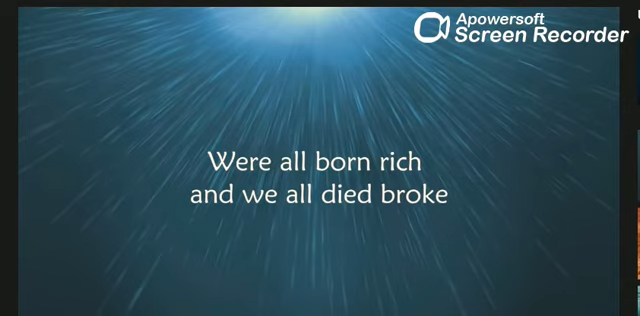 Apowersoft
Screen Recorder
Were all born rich
and we all died broke